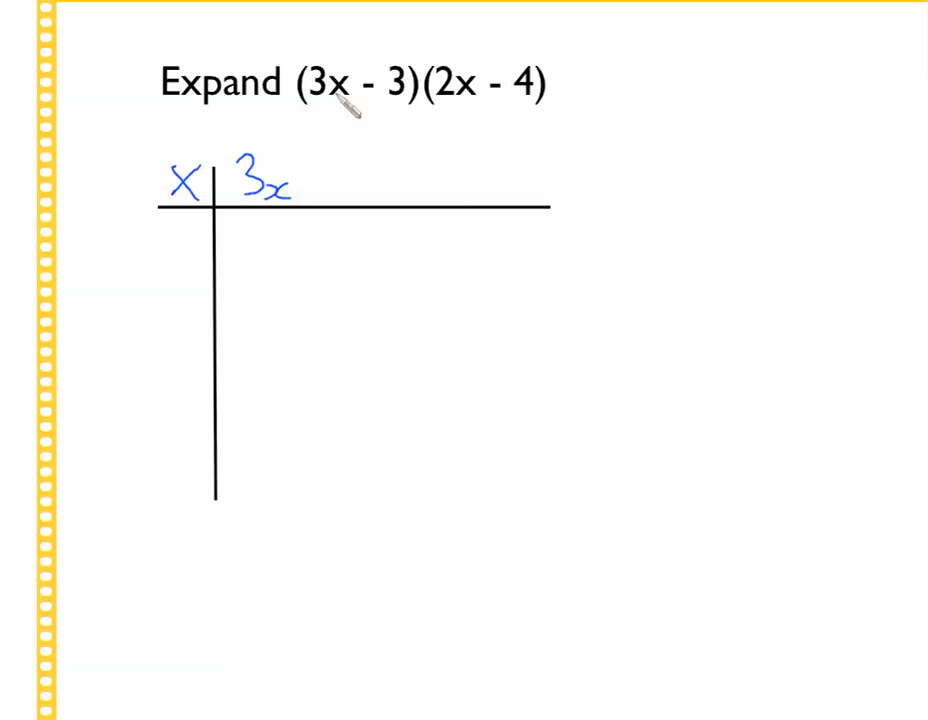 Expand (3x - 3)(2x - 4)
× 3x